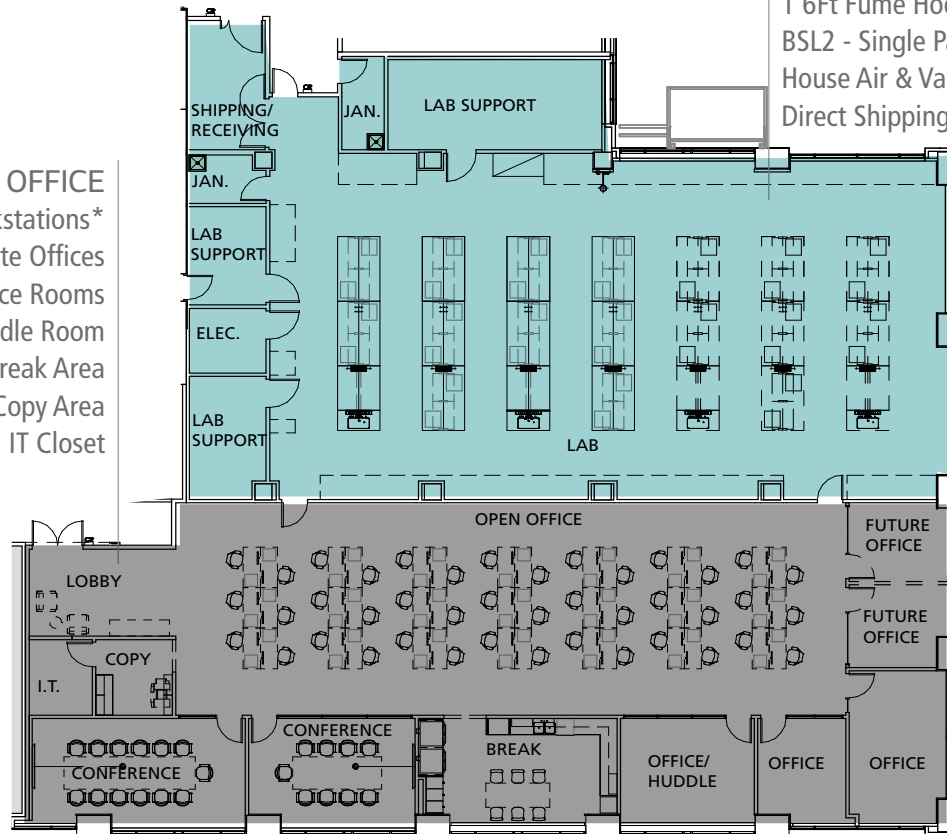 1 6Ft Fume Hoo
BSL2 - Single Pa
House Air & Va
Direct Shipping
OFFICE
kstations*
te Offices
ce Rooms
dle Room
reak Area
Copy Area
IT Closet
SHIPPING/
RECEIVING
JAN.
LAB SUPPORT
JAN.
LAB
SUPPORT
ELEC.
LAB
SUPPORT
LAB
OPEN OFFICE
FUTURE
OFFICE
LOBBY
FUTURE
OFFICE
COPY
I.T.
CONFERENCE
CONFERENCE
BREAK
OFFICE/
HUDDLE
OFFICE
OFFICE